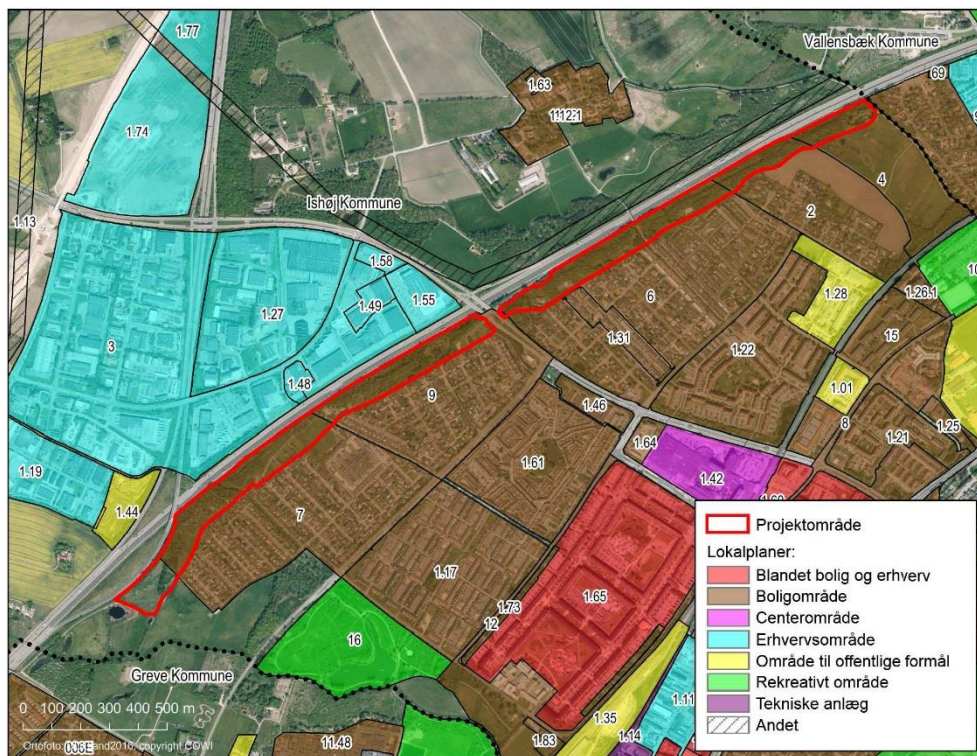 1.77
Vallensbæk Kommune
69
1.63
1.74
4
Ishøj Kommune
1.13
2
1.58
10
1.28
1.26.1
1.55
1.49
6
1.27
15
3
1.31
1.22
1.48
1.01
9
1.46
8
1.25
1.21
1.64
1.61
1.42
1.19
1.44
7
1.17
1.65
1.73
12
16
Greve Kommune
1.11
1.35
1.14
1.83
11.48
0 100 200 300 400 500 m
Projektområde
Lokalplaner:
Blandet bolig og erhverv
Boligområde
Centerområde
Erhvervsområde
Område til offentlige formål
Rekreativt område
Tekniske anlæg
Andet
copyright COWI